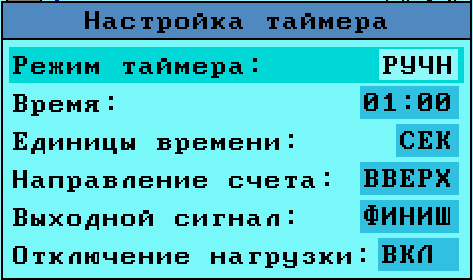 Настройка таймера
Режим таймера: РУЧН
Время: 01:00
Единицы времени: СЕК
Направление счета: ВВЕРХ
Выходной сигнал: ФИНИШ
Отключение нагрузки: ВКЛ